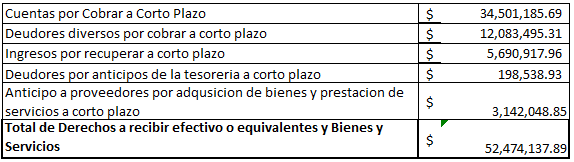 Cuentas por Cobrar a Corto Plazo $ 34,501,185.69
Deudores diversos por cobrar a corto plazo $ 12,083,495.31
Ingresos por recuperar a corto plazo $ 5,690,917.96
Deudores por anticipos de la tesoreria a corto plazo $ 198,538.93
Anticipo a proveedores por adqusicion de bienes y prestacion de
servicios a corto plazo $ 3,142,048.85
Total de Derechos a recibir efectivo o equivalentes y Bienes y
Servicios $ 52,474,137.89